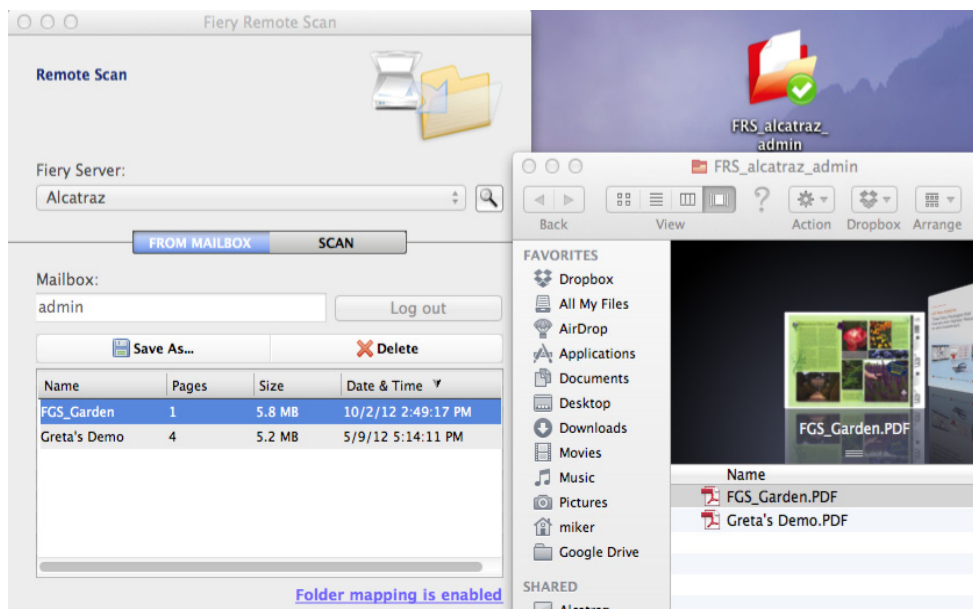 Fiery Remote Scan
Remote Scan
Fiery Server:
Alcatraz
FROM MAILBOX SCAN
Mailbox:
admin
Log out
Save As... Delete
Name Pages Size Date & Time
FGS_Garden 1 5.8 MB 10/2/12 2:49:17 PM
Greta's Demo 4 5.2 MB 5/9/12 5:14:11 PM
Folder mapping is enabled
FRS_alcatraz_
admin
FRS_alcatraz_admin
Back View Action Dropbox Arrange
FAVORITES
Dropbox
All My Files
AirDrop
Applications
Documents
Desktop
Downloads
Movies
Music
Pictures
miker
Google Drive
SHARED
FGS_Garden.PDF
Name
FGS_Garden.PDF
Greta's Demo.PDF